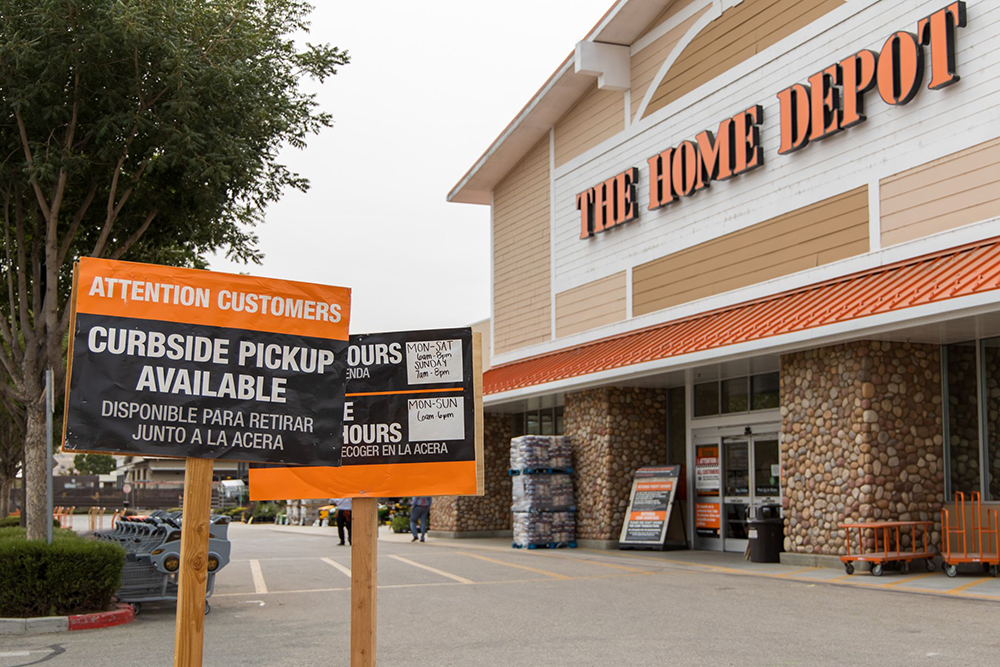 THE HOME DEPOT
ATTENTION CUSTOMERS
CURBSIDE PICKUP
AVAILABLE
DISPONIBLE PARA RETIRAR
JUNTO A LA ACERA
OURS
ENDA
MON-SAT
6am-8pm
SUNDAY
7am-8pm
E
HOURS
ECOGER EN LA ACERA
MON-SUN
6am-6pm